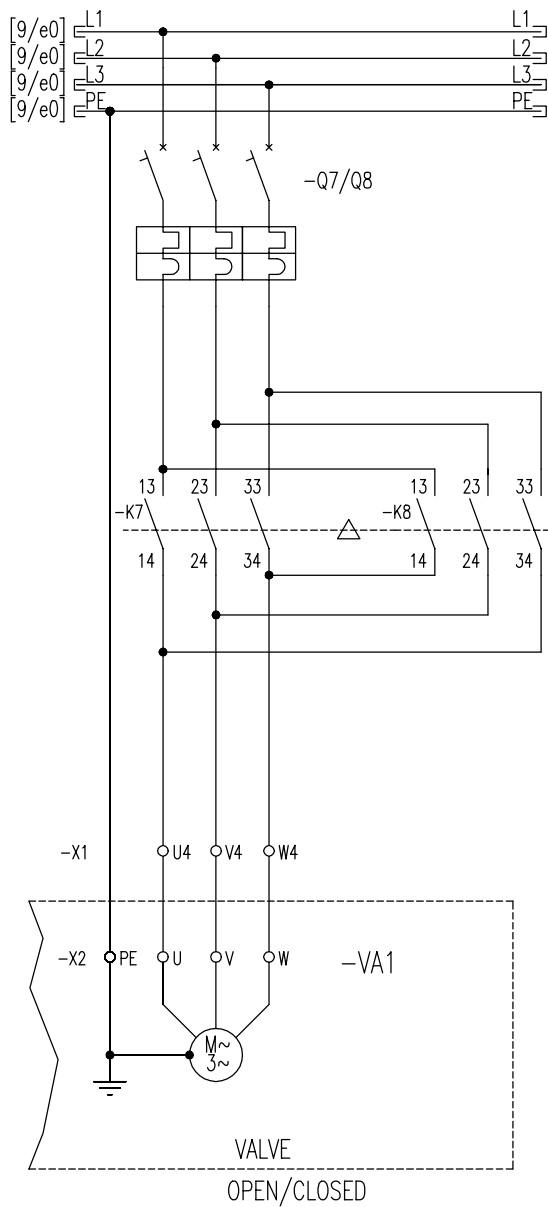 [9/e0] L1 L1
[9/e0] L2 L2
[9/e0] L3 L3
[9/e0] PE PE
-Q7/Q8
13 23 33 13 23 33
-K7 -K8
14 24 34 14 24 34
-X1 U4 V4 W4
-X2 PE U V W -VA1
M~
3~
VALVE
OPEN/CLOSED